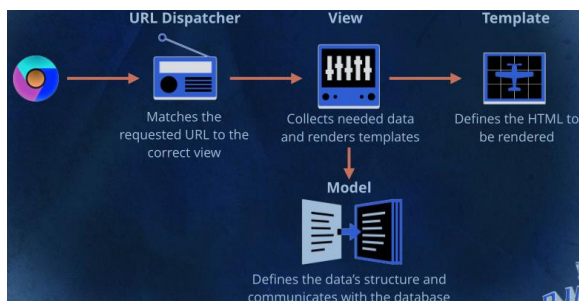 URL Dispatcher
View
Template
Matches the
requested URL to the
correct view
Collects needed data
and renders templates
Defines the HTML to
be rendered
Model
Defines the data's structure and
communicates with the database